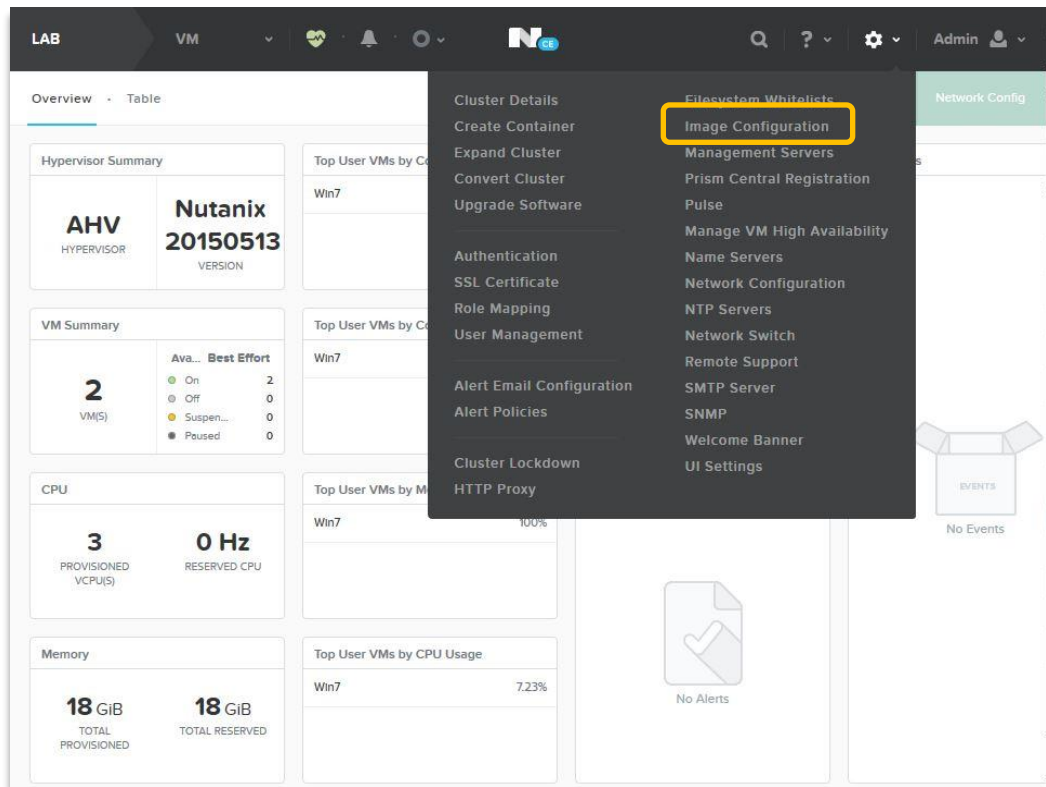 LAB
VM
N CE
?
Admin
Overview · Table
Network Config
Cluster Details
Create Container
Expand Cluster
Convert Cluster
Upgrade Software
Authentication
SSL Certificate
Role Mapping
User Management
Alert Email Configuration
Alert Policies
Cluster Lockdown
HTTP Proxy
Filesystem Whitelists
Image Configuration
Management Servers
Prism Central Registration
Pulse
Manage VM High Availability
Name Servers
Network Configuration
NTP Servers
Network Switch
Remote Support
SMTP Server
SNMP
Welcome Banner
UI Settings
Hypervisor Summary
AHV
HYPERVISOR
Nutanix
20150513
VERSION
Top User VMs by Co
Win7
s
VM Summary
2
VM(S)
Ava... Best Effort
On 2
Off 0
Suspen... 0
Paused 0
Top User VMs by Co
Win7
CPU
3
PROVISIONED
VCPU(S)
0 Hz
RESERVED CPU
Top User VMs by M
Win7 100%
EVENTS
No Events
Memory
18 GiB
TOTAL
PROVISIONED
18 GiB
TOTAL RESERVED
Top User VMs by CPU Usage
Win7 7.23%
No Alerts